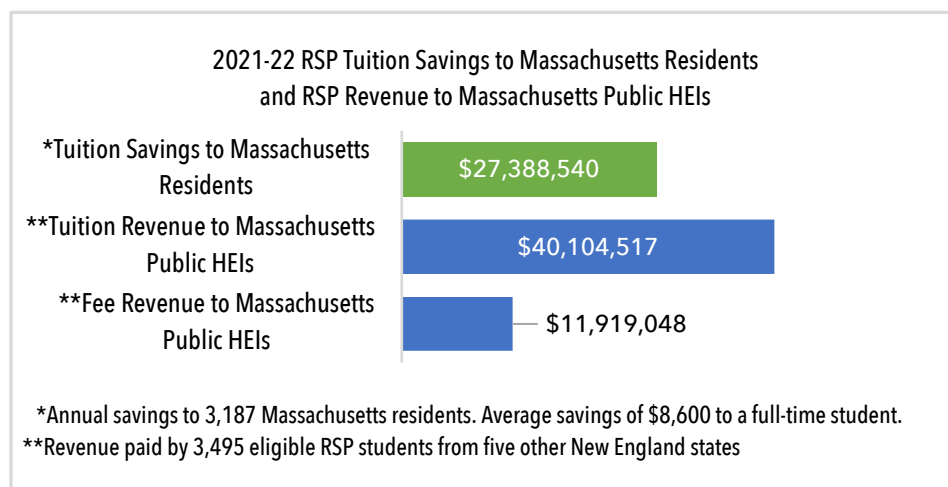 2021-22 RSP Tuition Savings to Massachusetts Residents
and RSP Revenue to Massachusetts Public HEIs
*Tuition Savings to Massachusetts
Residents
$27,388,540
**Tuition Revenue to Massachusetts
Public HEIs
$40,104,517
**Fee Revenue to Massachusetts
Public HEIs
$11,919,048
*Annual savings to 3,187 Massachusetts residents. Average savings of $8,600 to a full-time student.
**Revenue paid by 3,495 eligible RSP students from five other New England states